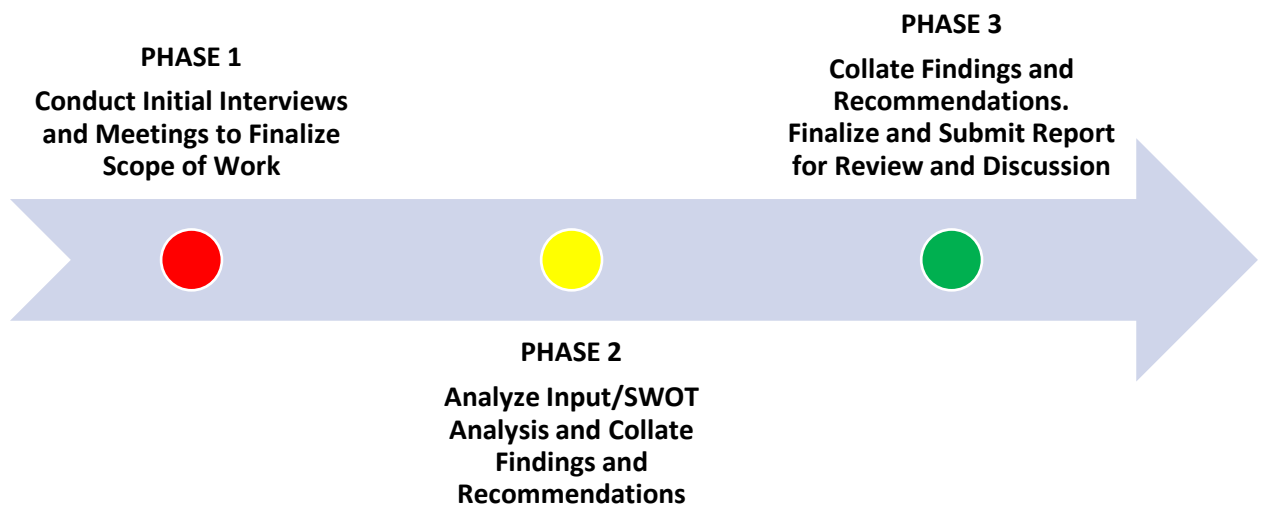 PHASE 1
Conduct Initial Interviews
and Meetings to Finalize
Scope of Work
PHASE 2
Analyze Input/SWOT
Analysis and Collate
Findings and
Recommendations
PHASE 3
Collate Findings and
Recommendations.
Finalize and Submit Report
for Review and Discussion